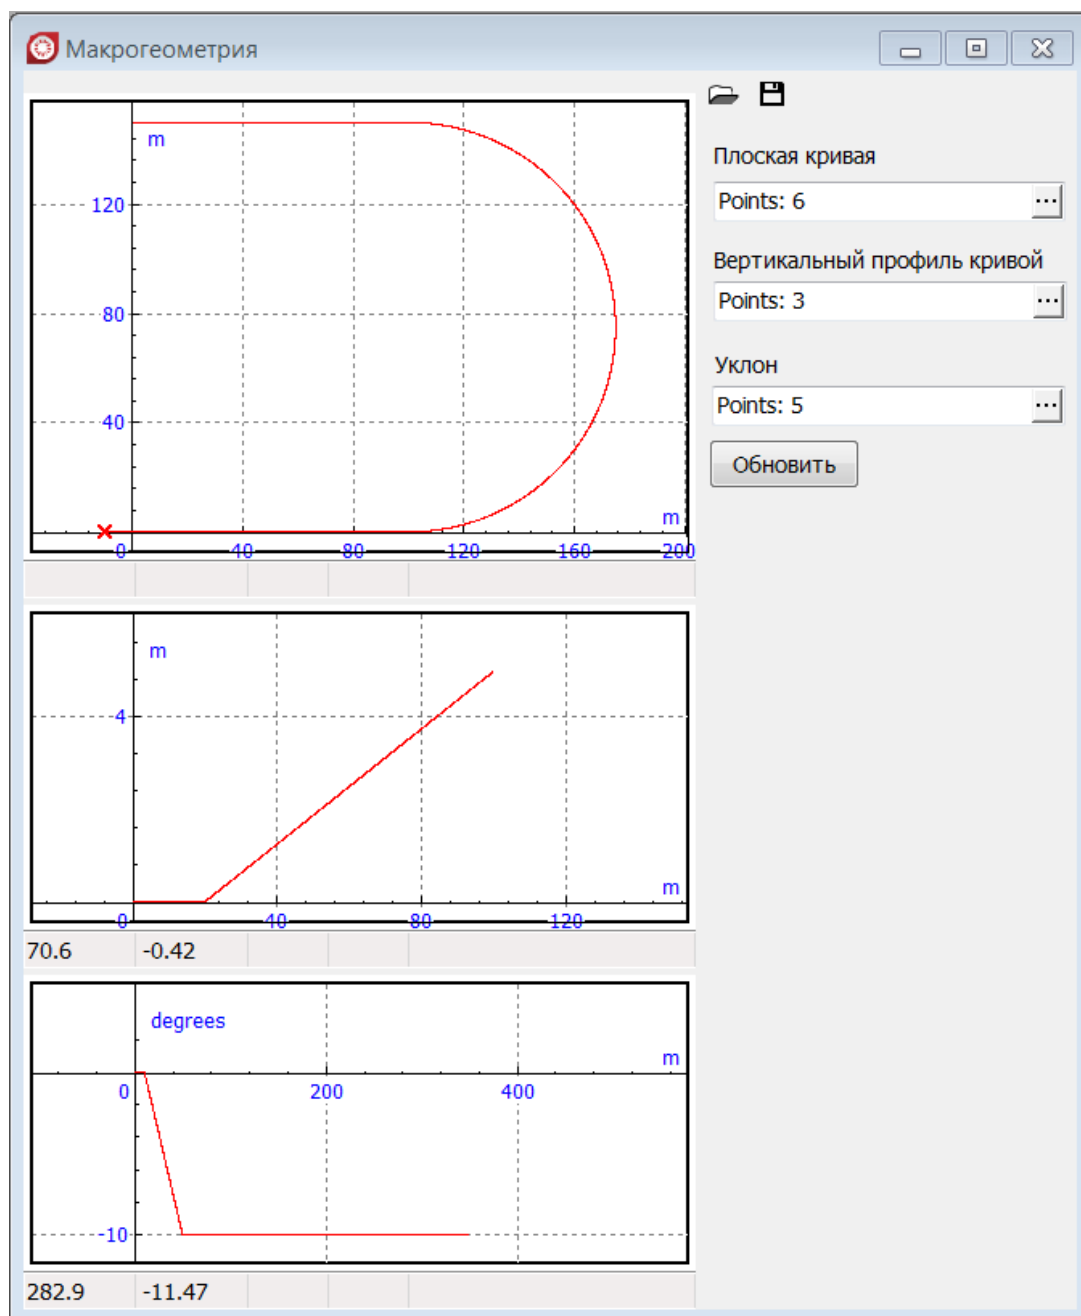 Макрогеометрия
m
120
80
40
m
0 40 80 120 160 200
Плоская кривая
Points: 6
...
Вертикальный профиль кривой
Points: 3
...
Уклон
Points: 5
...
Обновить
m
4
m
0 40 80 120
70.6 -0.42
degrees
m
0 200 400
-10
282.9 -11.47